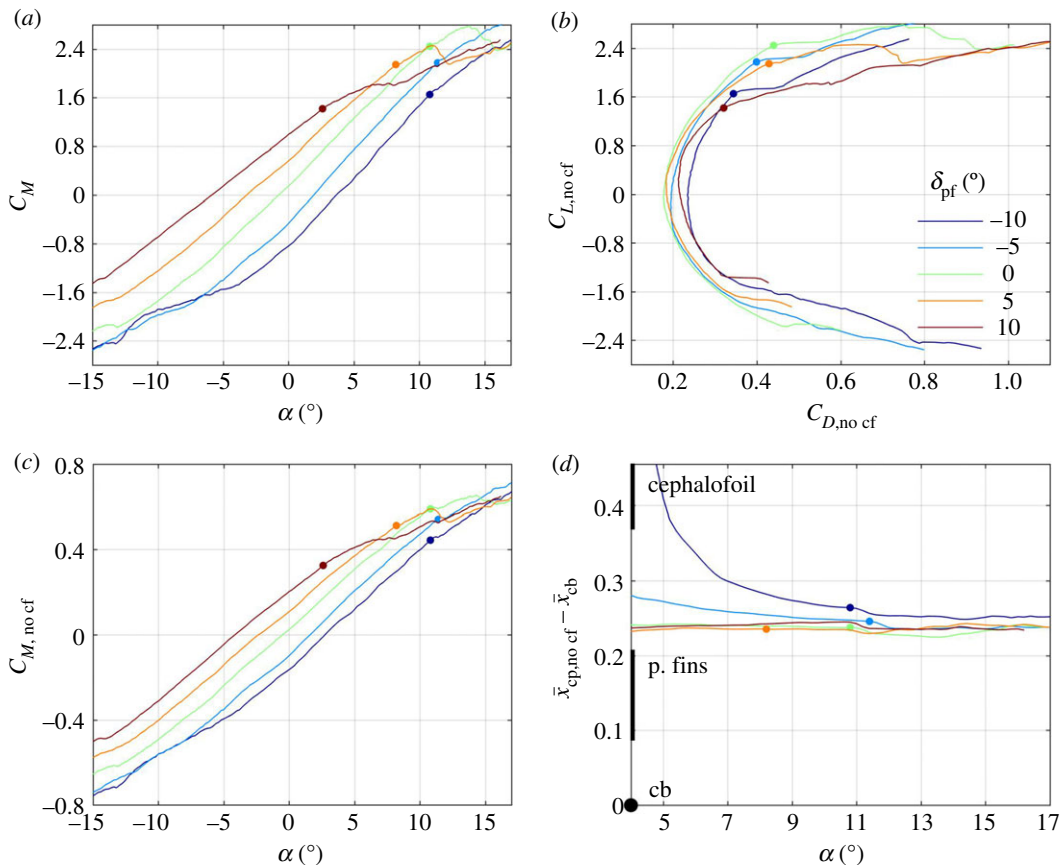 (a)
2.4
1.6
0.8
0
–0.8
–1.6
–2.4
C_M
–15 –10 –5 0 5 10 15
α (°)
(b)
2.4
1.6
0.8
0
–0.8
–1.6
–2.4
C_L,no cf
δ_pf (º)
–10
–5
0
5
10
0.2 0.4 0.6 0.8 1.0
C_D,no cf
(c)
0.8
0.4
0
–0.4
–0.8
C_M, no cf
–15 –10 –5 0 5 10 15
α (°)
(d)
0.4
0.3
0.2
0.1
0
x̄_cp,no cf – x̄_cb
cephalofoil
p. fins
cb
5 7 9 11 13 15 17
α (°)